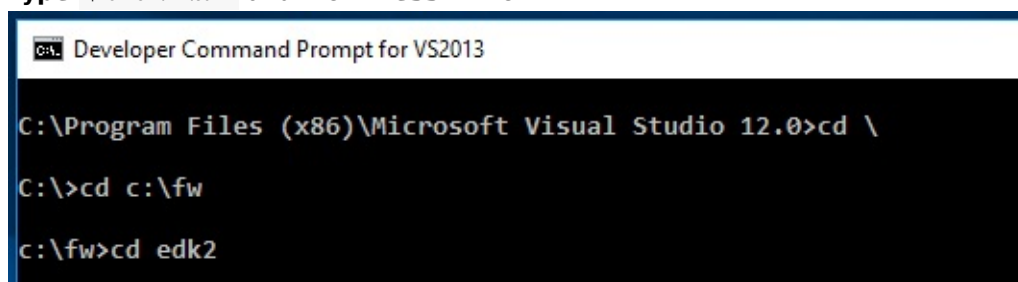 C:\. Developer Command Prompt for VS2013
C:\Program Files (x86)\Microsoft Visual Studio 12.0>cd \
C:\>cd c:\fw
c:\fw>cd edk2